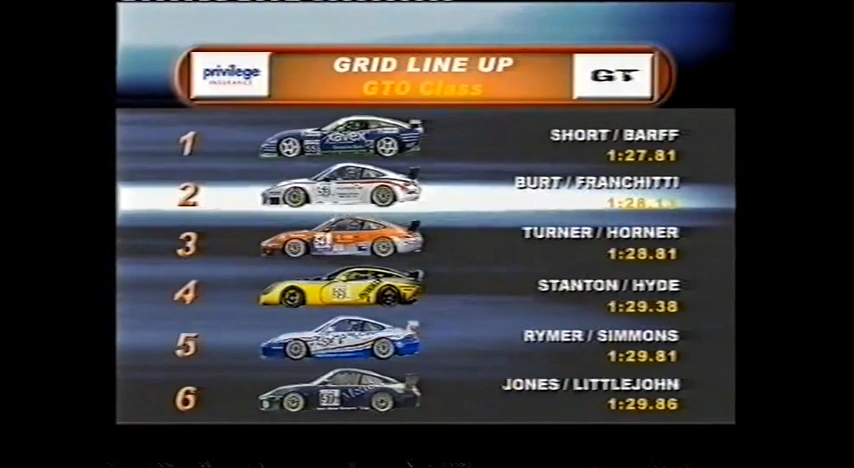 privilege
INSURANCE
GRID LINE UP
GTO Class
GT
1 xavex 55 SHORT / BARFF
1:27.81
2 BURT / FRANCHITTI
3 TURNER / HORNER
1:28.81
4 STANTON / HYDE
1:29.38
5 RYMER / SIMMONS
1:29.81
6 JONES / LITTLEJOHN
1:29.86